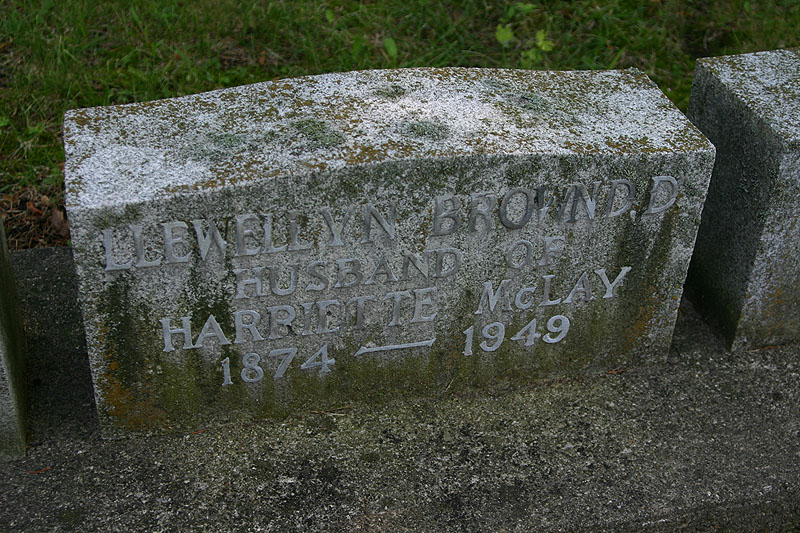 LLEWELLYN BROWN D.D
HUSBAND OF
HARRIETTE McLAY
1874 — 1949